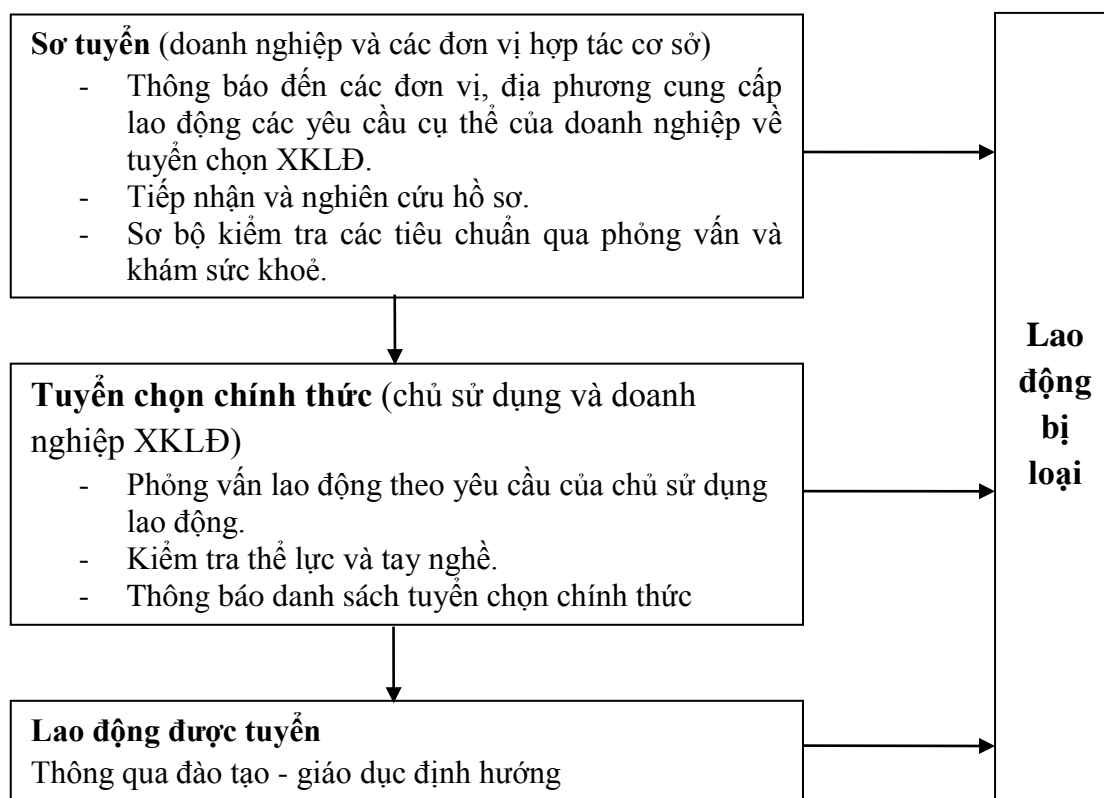 Sơ tuyển (doanh nghiệp và các đơn vị hợp tác cơ sở)
- Thông báo đến các đơn vị, địa phương cung cấp
lao động các yêu cầu cụ thể của doanh nghiệp về
tuyển chọn XKLĐ.
- Tiếp nhận và nghiên cứu hồ sơ.
- Sơ bộ kiểm tra các tiêu chuẩn qua phỏng vấn và
khám sức khoẻ.
Tuyển chọn chính thức (chủ sử dụng và doanh
nghiệp XKLĐ)
- Phỏng vấn lao động theo yêu cầu của chủ sử dụng
lao động.
- Kiểm tra thể lực và tay nghề.
- Thông báo danh sách tuyển chọn chính thức
Lao động được tuyển
Thông qua đào tạo - giáo dục định hướng
Lao
động
bị
loại